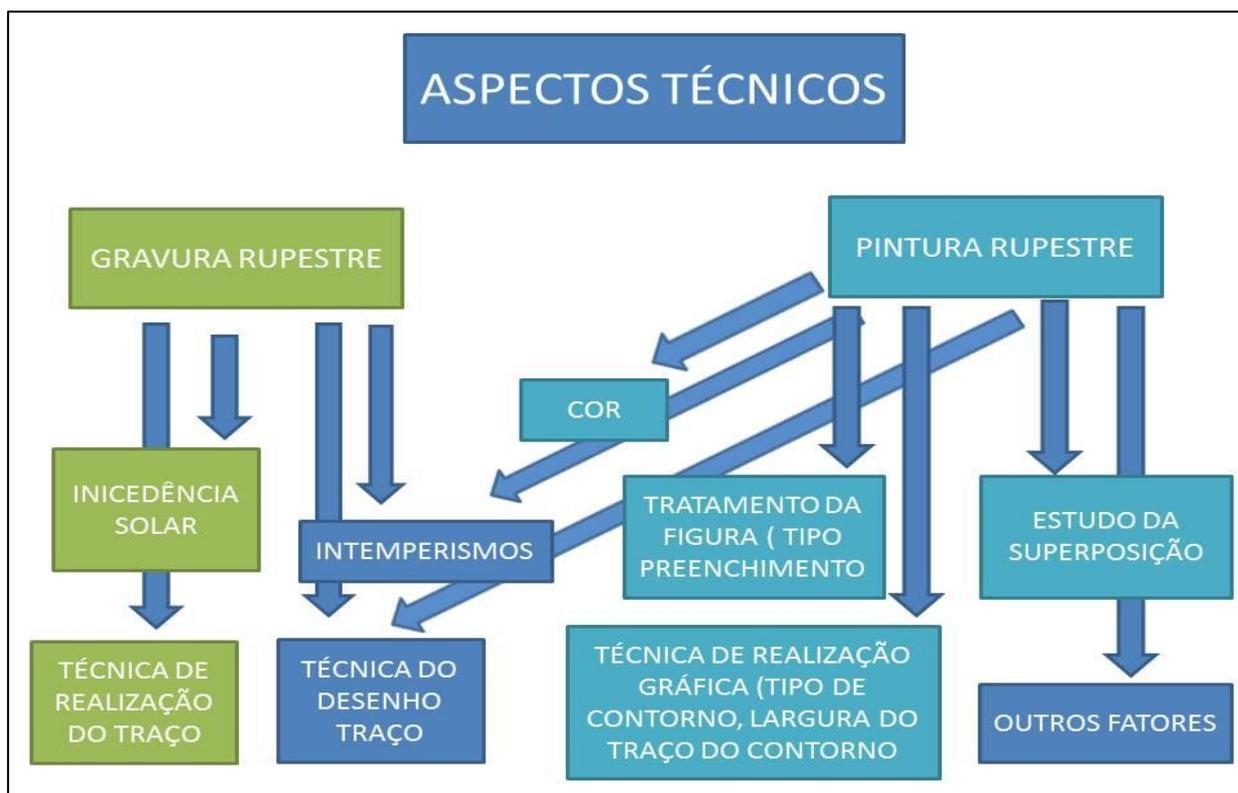 ASPECTOS TÉCNICOS
GRAVURA RUPESTRE
PINTURA RUPESTRE
COR
INICEDÊNCIA
SOLAR
INTEMPERISMOS
TRATAMENTO DA
FIGURA ( TIPO
PREENCHIMENTO
ESTUDO DA
SUPERPOSIÇÃO
TÉCNICA DE
REALIZAÇÃO
DO TRAÇO
TÉCNICA DO
DESENHO
TRAÇO
TÉCNICA DE REALIZAÇÃO
GRÁFICA (TIPO DE
CONTORNO, LARGURA DO
TRAÇO DO CONTORNO
OUTROS FATORES